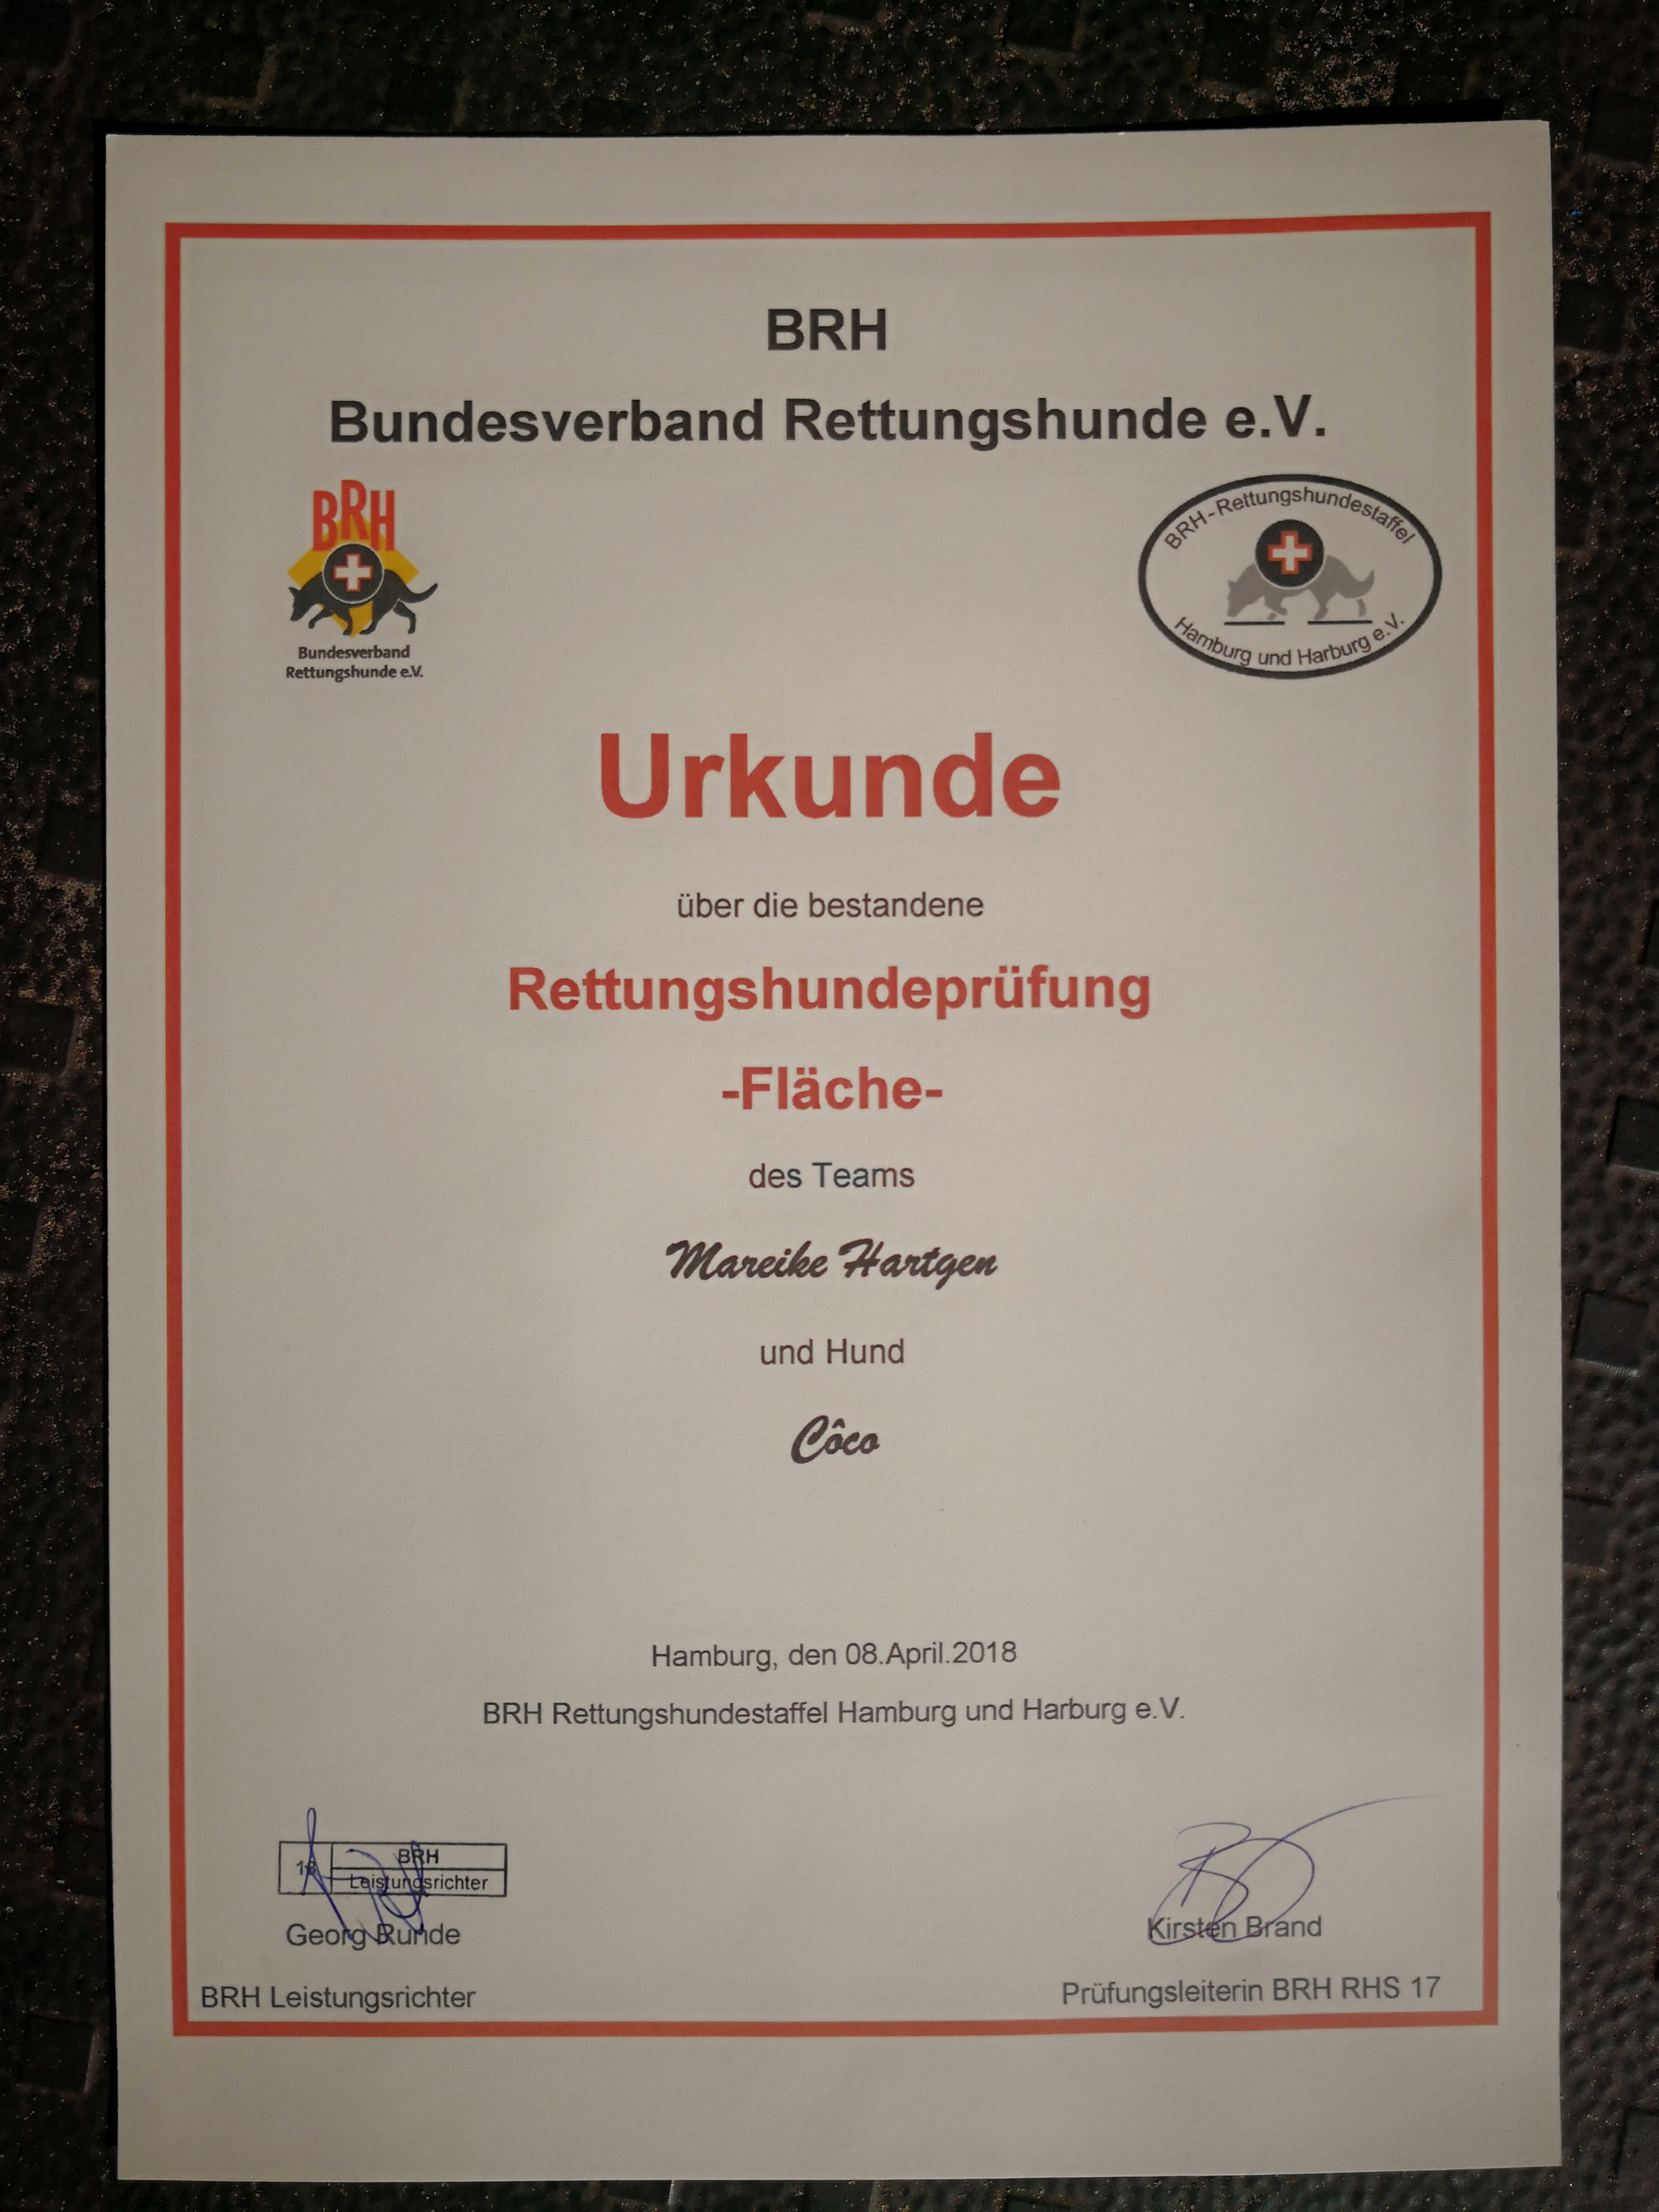 BRH
Bundesverband Rettungshunde e.V.
BRH
Bundesverband
Rettungshunde e.V.
BRH-Rettungshundestaffel
Hamburg und Harburg e.V.
Urkunde
über die bestandene
Rettungshundeprüfung
-Fläche-
des Teams
Mareike Hartgen
und Hund
Côco
Hamburg, den 08.April.2018
BRH Rettungshundestaffel Hamburg und Harburg e.V.
BRH
Leistungsrichter
Georg Runde
Kirsten Brand
BRH Leistungsrichter
Prüfungsleiterin BRH RHS 17